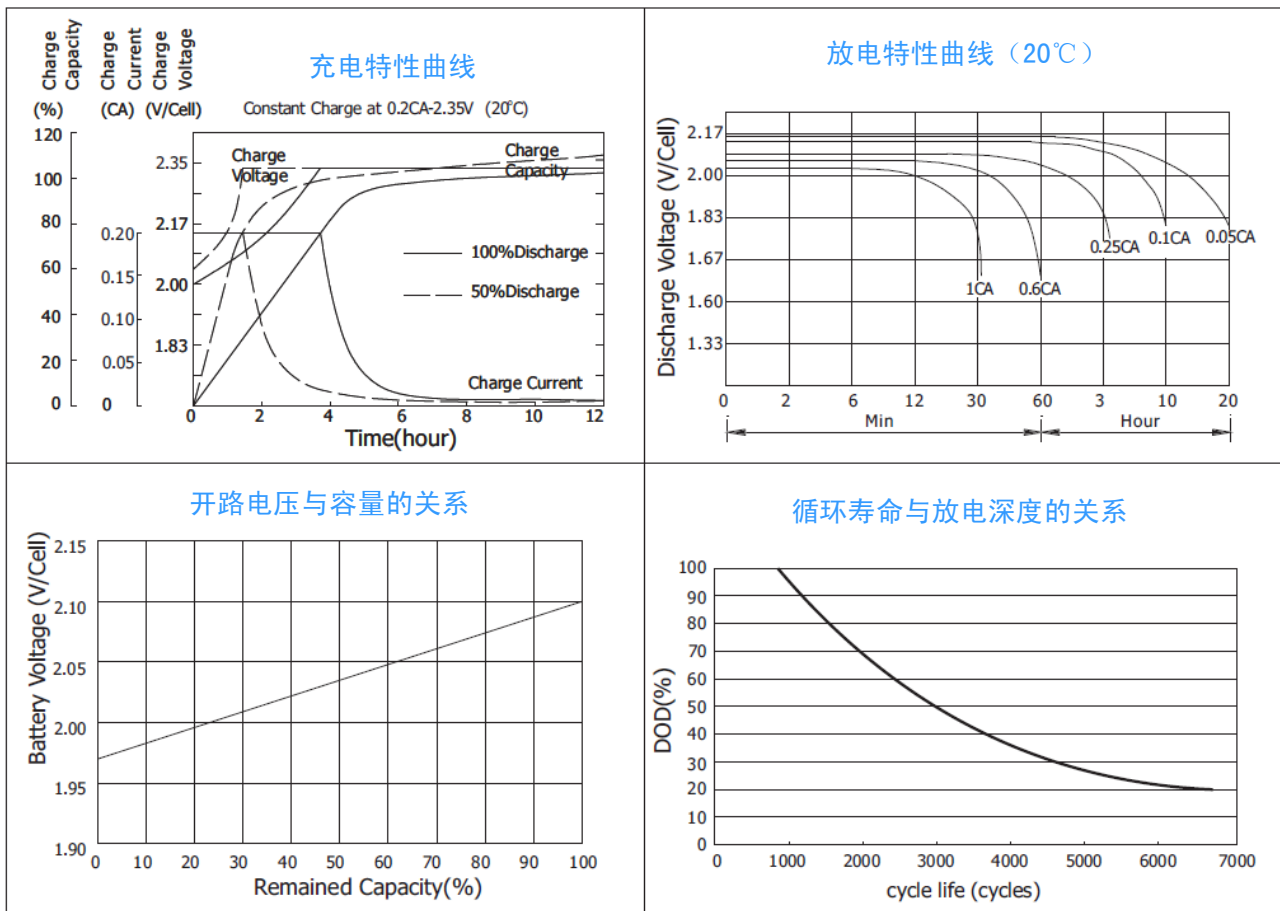 充电特性曲线
Charge Capacity
Charge Current
Charge Voltage
(%) (CA) (V/Cell)
Constant Charge at 0.2CA-2.35V (20°C)
120
100
80
60
40
20
0
0.20
0.15
0.10
0.05
0
2.35
2.17
2.00
1.83
Charge Voltage
Charge Capacity
100%Discharge
50%Discharge
Charge Current
0 2 4 6 8 10 12
Time(hour)
放电特性曲线（20℃）
Discharge Voltage (V/Cell)
2.17
2.00
1.83
1.67
1.60
1.33
1CA
0.6CA
0.25CA
0.1CA
0.05CA
0 2 6 12 30 60 3 10 20
Min Hour
开路电压与容量的关系
Battery Voltage (V/Cell)
2.15
2.10
2.05
2.00
1.95
1.90
0 10 20 30 40 50 60 70 80 90 100
Remained Capacity(%)
循环寿命与放电深度的关系
DOD(%)
100
90
80
70
60
50
40
30
20
10
0
0 1000 2000 3000 4000 5000 6000 7000
cycle life (cycles)